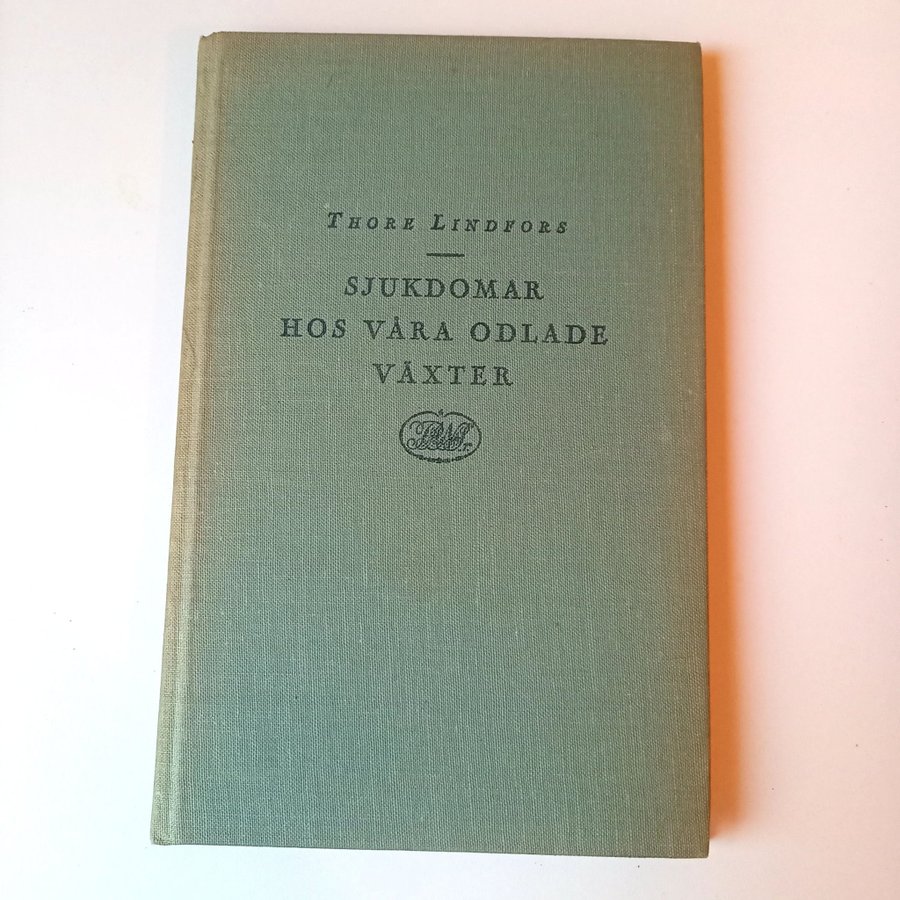 THORE LINDFORS
SJUKDOMAR
HOS VÅRA ODLADE
VÄXTER